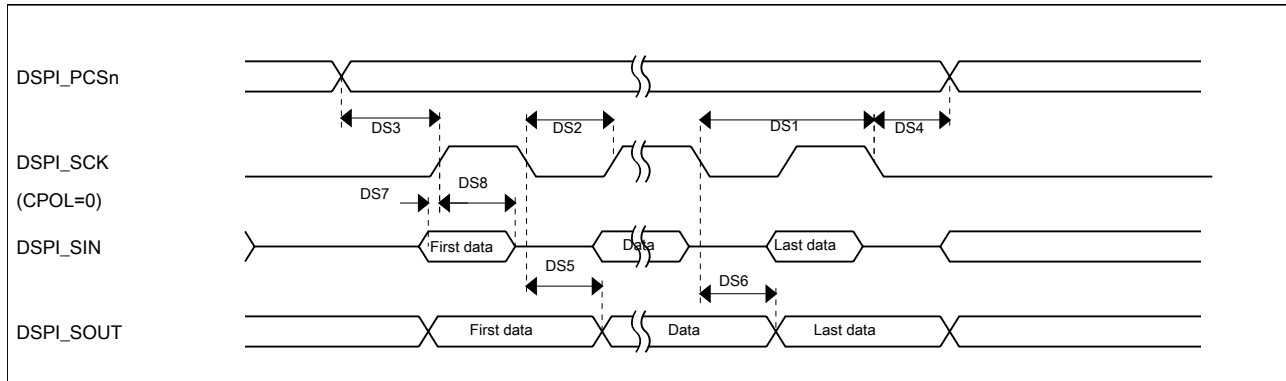 DSPI_PCSn
DS3
DS2
DS1
DS4
DSPI_SCK
(CPOL=0)
DS7
DS8
DSPI_SIN
First data
Data
Last data
DS5
DS6
DSPI_SOUT
First data
Data
Last data